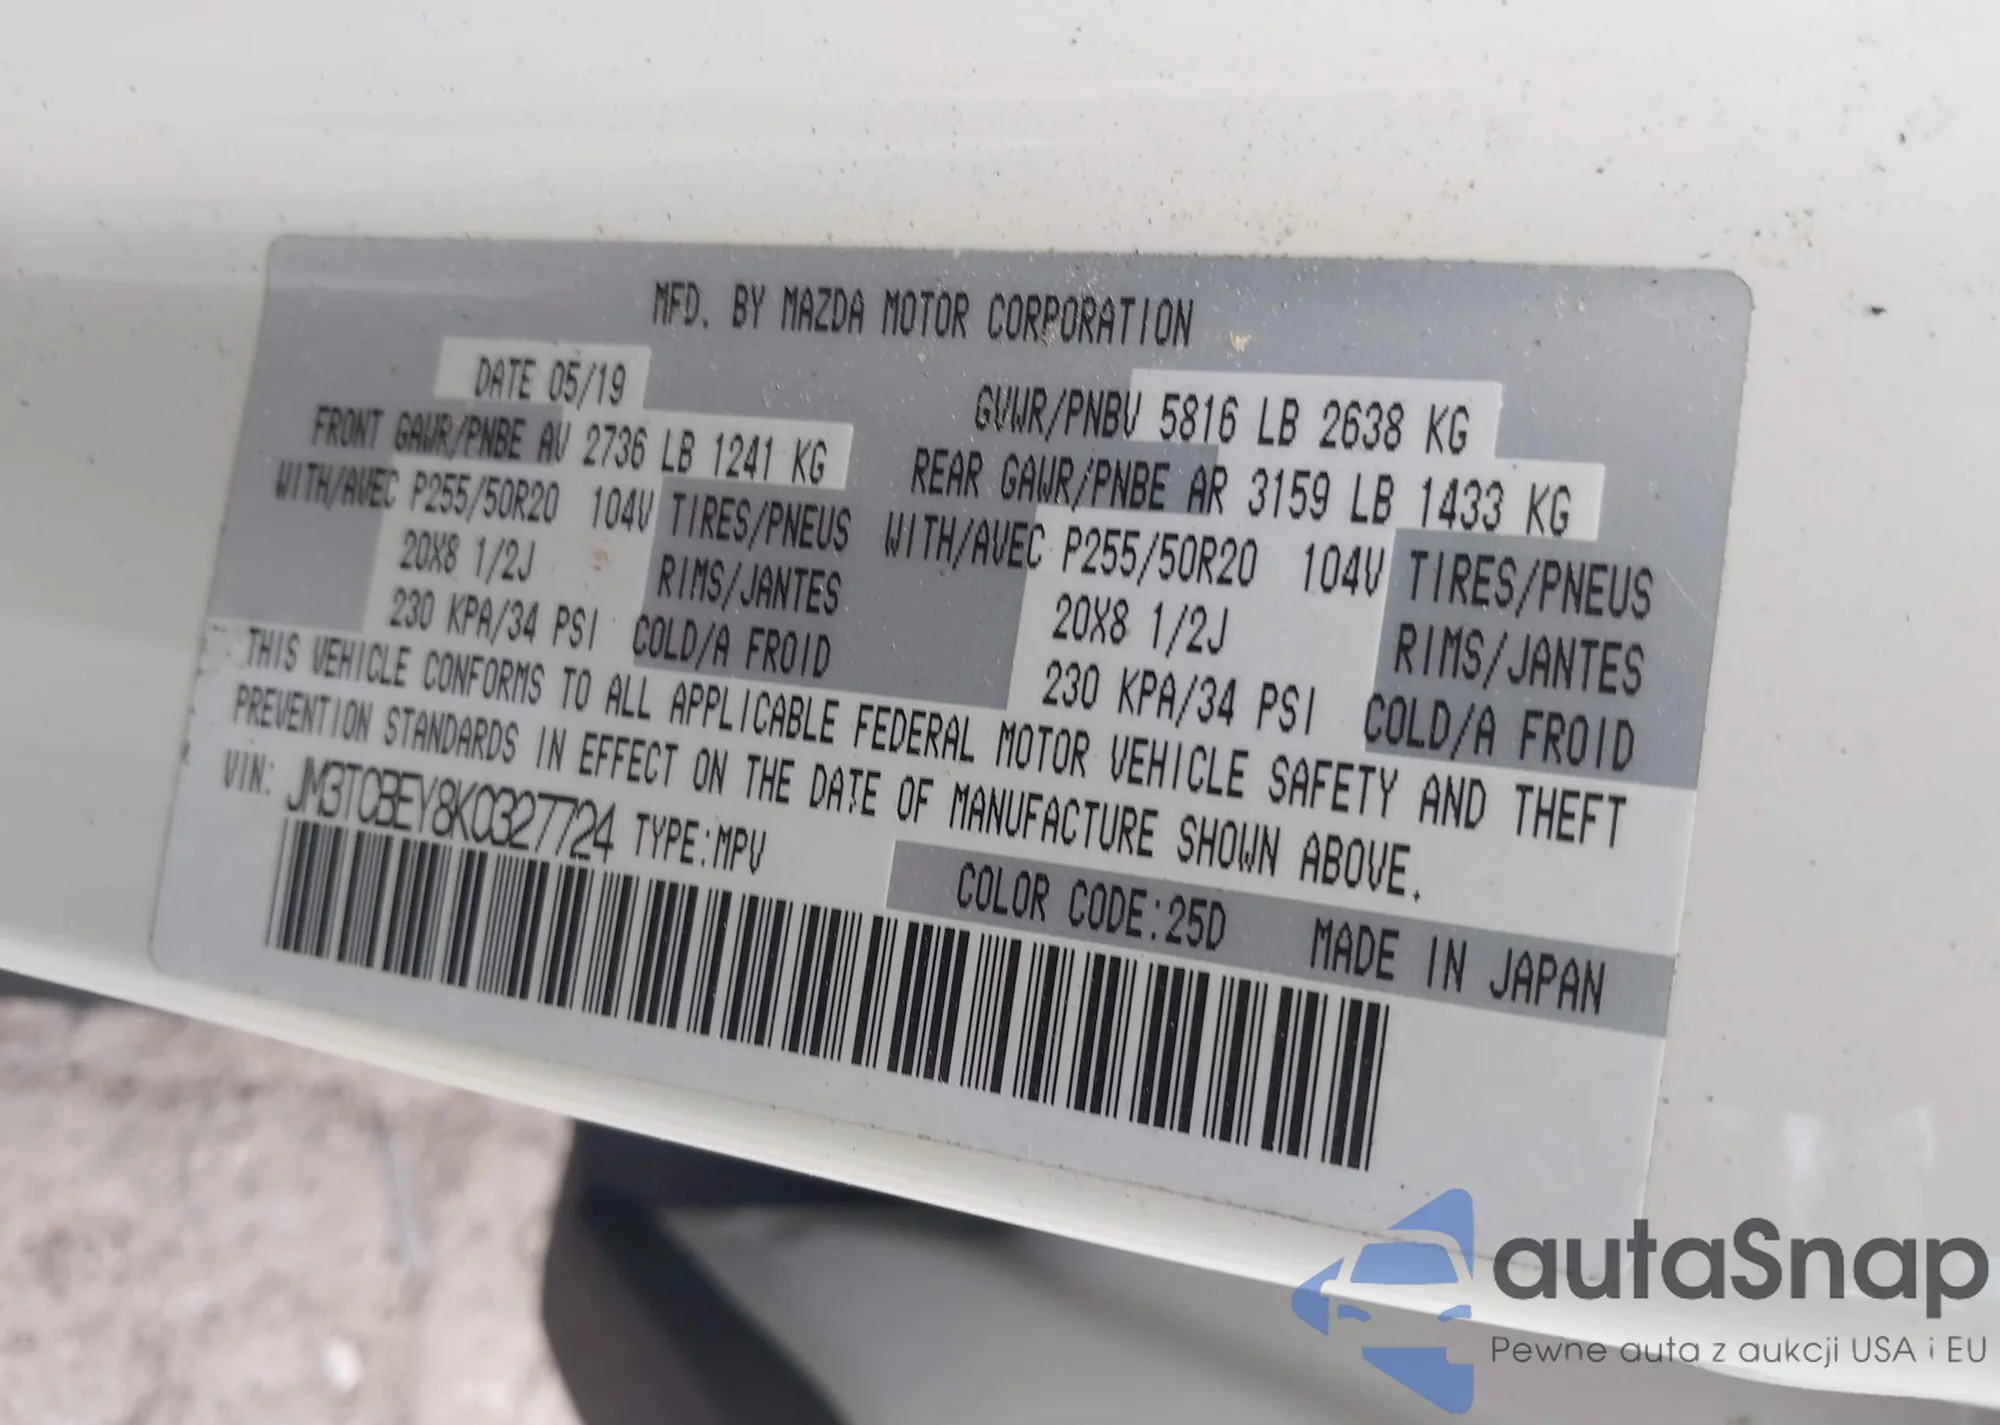 MFD. BY MAZDA MOTOR CORPORATION
DATE 05/19
GVWR/PNBV 5816 LB 2638 KG
FRONT GAWR/PNBE AV 2736 LB 1241 KG
REAR GAWR/PNBE AR 3159 LB 1433 KG
WITH/AVEC P255/50R20 104V TIRES/PNEUS
WITH/AVEC P255/50R20 104V TIRES/PNEUS
20X8 1/2J RIMS/JANTES
20X8 1/2J RIMS/JANTES
230 KPA/34 PSI COLD/A FROID
230 KPA/34 PSI COLD/A FROID
THIS VEHICLE CONFORMS TO ALL APPLICABLE FEDERAL MOTOR VEHICLE SAFETY AND THEFT
PREVENTION STANDARDS IN EFFECT ON THE DATE OF MANUFACTURE SHOWN ABOVE.
VIN: JM3TCBEY8K0327724 TYPE:MPV
COLOR CODE:25D MADE IN JAPAN
autaSnap
Pewne auta z aukcji USA i EU